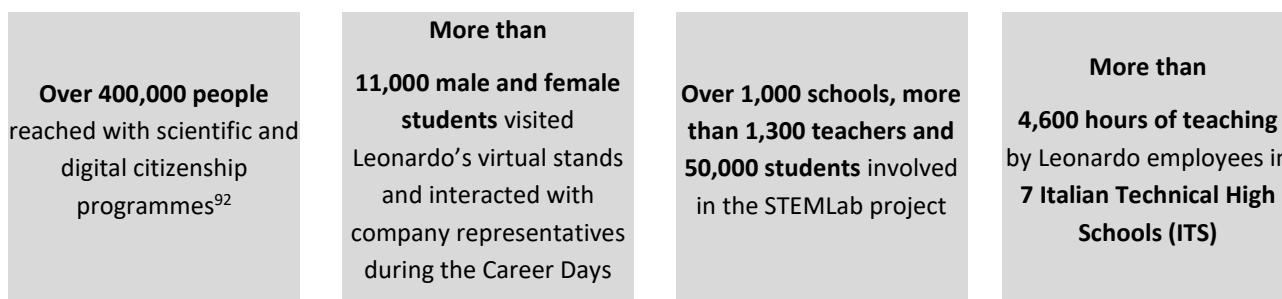 Over 400,000 people
reached with scientific and
digital citizenship
programmes92
More than
11,000 male and female
students visited
Leonardo’s virtual stands
and interacted with
company representatives
during the Career Days
Over 1,000 schools, more
than 1,300 teachers and
50,000 students involved
in the STEMLab project
More than
4,600 hours of teaching
by Leonardo employees in
7 Italian Technical High
Schools (ITS)